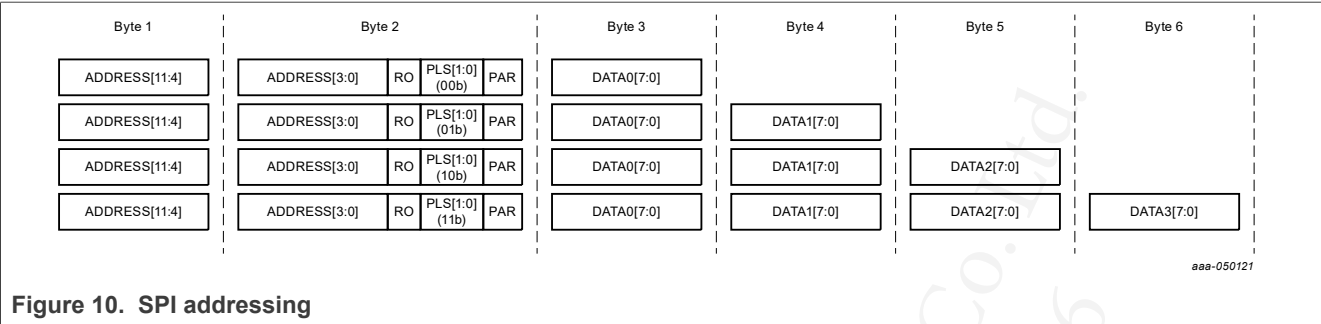 Byte 1 Byte 2 Byte 3 Byte 4 Byte 5 Byte 6
ADDRESS[11:4] ADDRESS[3:0] RO PLS[1:0] (00b) PAR DATA0[7:0]
ADDRESS[11:4] ADDRESS[3:0] RO PLS[1:0] (01b) PAR DATA0[7:0] DATA1[7:0]
ADDRESS[11:4] ADDRESS[3:0] RO PLS[1:0] (10b) PAR DATA0[7:0] DATA1[7:0] DATA2[7:0]
ADDRESS[11:4] ADDRESS[3:0] RO PLS[1:0] (11b) PAR DATA0[7:0] DATA1[7:0] DATA2[7:0] DATA3[7:0]
aaa-050121
Figure 10. SPI addressing
Co. Ltd.